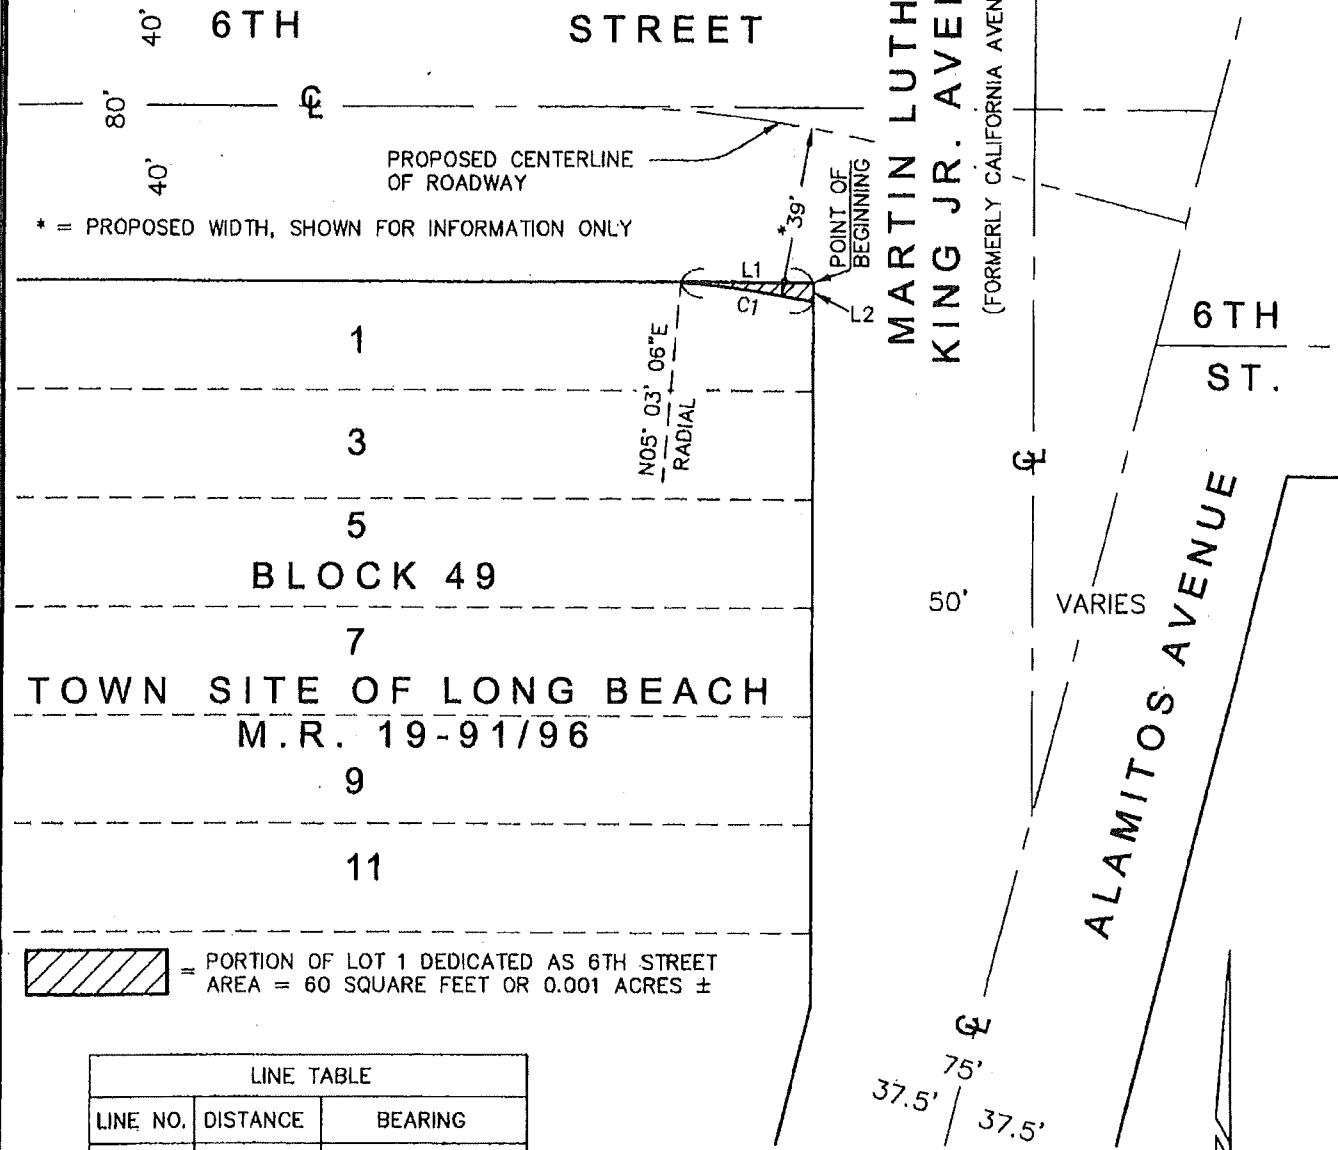 6TH STREET
40'
80'
40'
℄
PROPOSED CENTERLINE
OF ROADWAY
* = PROPOSED WIDTH, SHOWN FOR INFORMATION ONLY
*39'
POINT OF
BEGINNING
MARTIN LUTH
KING JR. AVE
(FORMERLY CALIFORNIA AVEN
L1
C1
L2
N05° 03' 06"E
RADIAL
6TH
ST.
1
3
5
BLOCK 49
7
TOWN SITE OF LONG BEACH
M.R. 19-91/96
9
11
℄
50'
VARIES
ALAMITOS AVENUE
= PORTION OF LOT 1 DEDICATED AS 6TH STREET
AREA = 60 SQUARE FEET OR 0.001 ACRES ±
℄
75'
37.5' 37.5'
LINE TABLE
LINE NO. DISTANCE BEARING